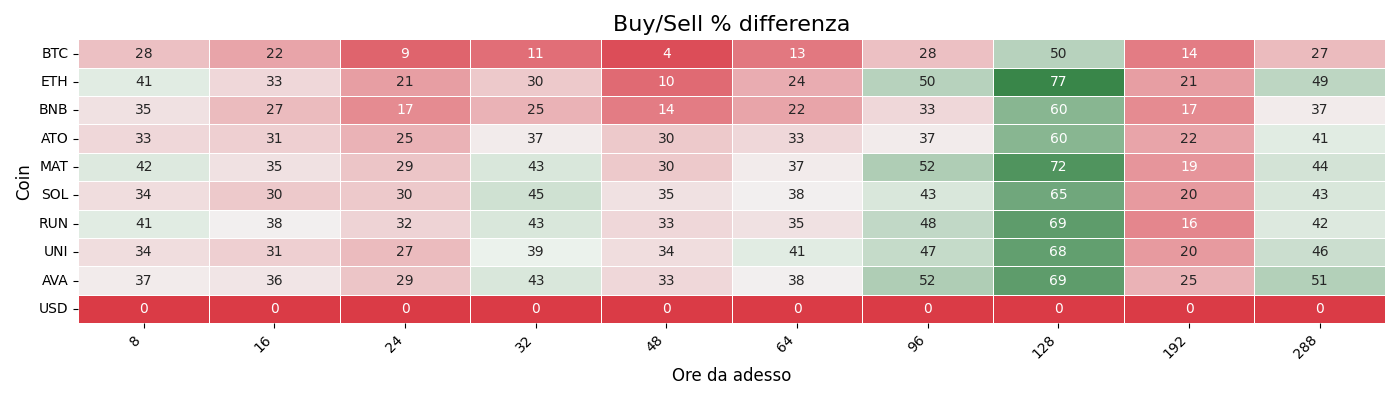 Buy/Sell % differenza
Coin
BTC 28 22 9 11 4 13 28 50 14 27
ETH 41 33 21 30 10 24 50 77 21 49
BNB 35 27 17 25 14 22 33 60 17 37
ATO 33 31 25 37 30 33 37 60 22 41
MAT 42 35 29 43 30 37 52 72 19 44
SOL 34 30 30 45 35 38 43 65 20 43
RUN 41 38 32 43 33 35 48 69 16 42
UNI 34 31 27 39 34 41 47 68 20 46
AVA 37 36 29 43 33 38 52 69 25 51
USD 0 0 0 0 0 0 0 0 0 0
8 16 24 32 48 64 96 128 192 288
Ore da adesso